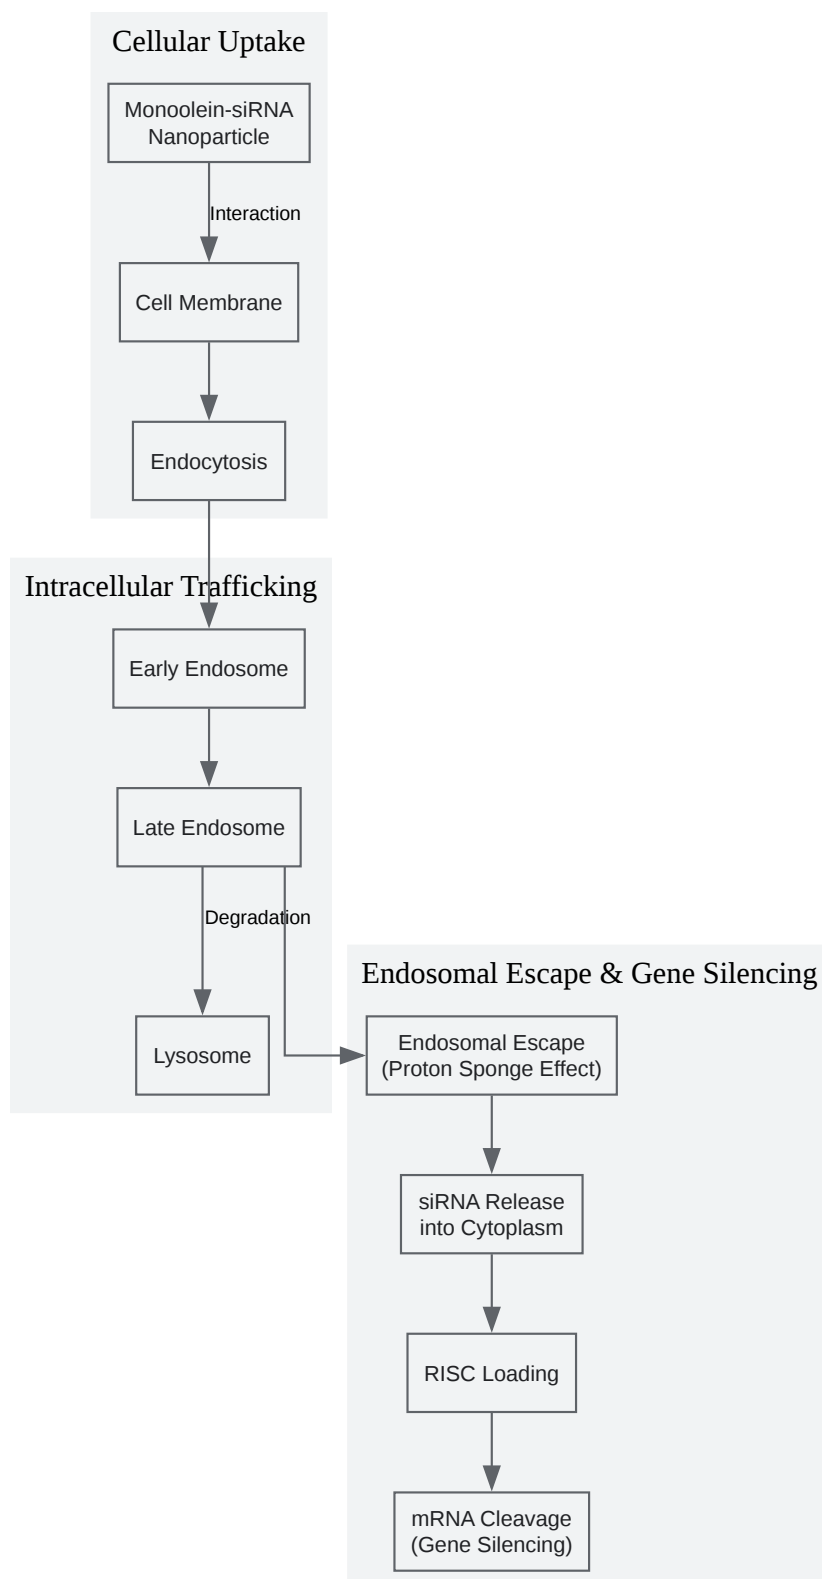 Cellular Uptake
Monoolein-siRNA
Nanoparticle
Interaction
Cell Membrane
Endocytosis
Intracellular Trafficking
Early Endosome
Late Endosome
Degradation
Lysosome
Endosomal Escape & Gene Silencing
Endosomal Escape
(Proton Sponge Effect)
siRNA Release
into Cytoplasm
RISC Loading
mRNA Cleavage
(Gene Silencing)